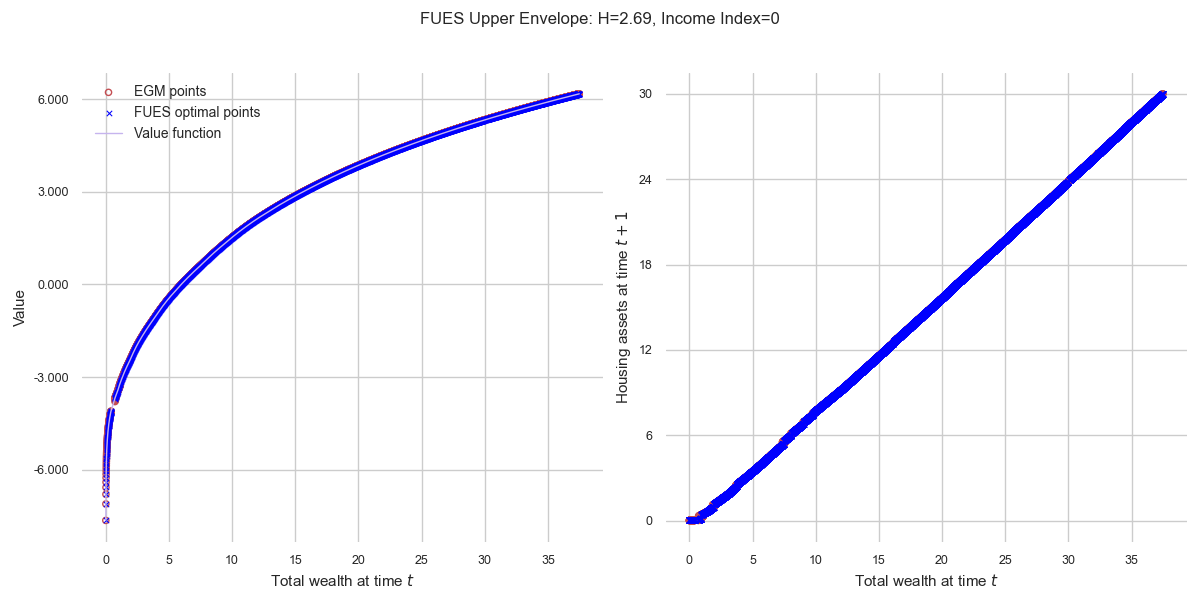 FUES Upper Envelope: H=2.69, Income Index=0
EGM points
FUES optimal points
Value function
6.000
3.000
0.000
-3.000
-6.000
Value
0 5 10 15 20 25 30 35
Total wealth at time t
30
24
18
12
6
0
Housing assets at time t + 1
0 5 10 15 20 25 30 35
Total wealth at time t